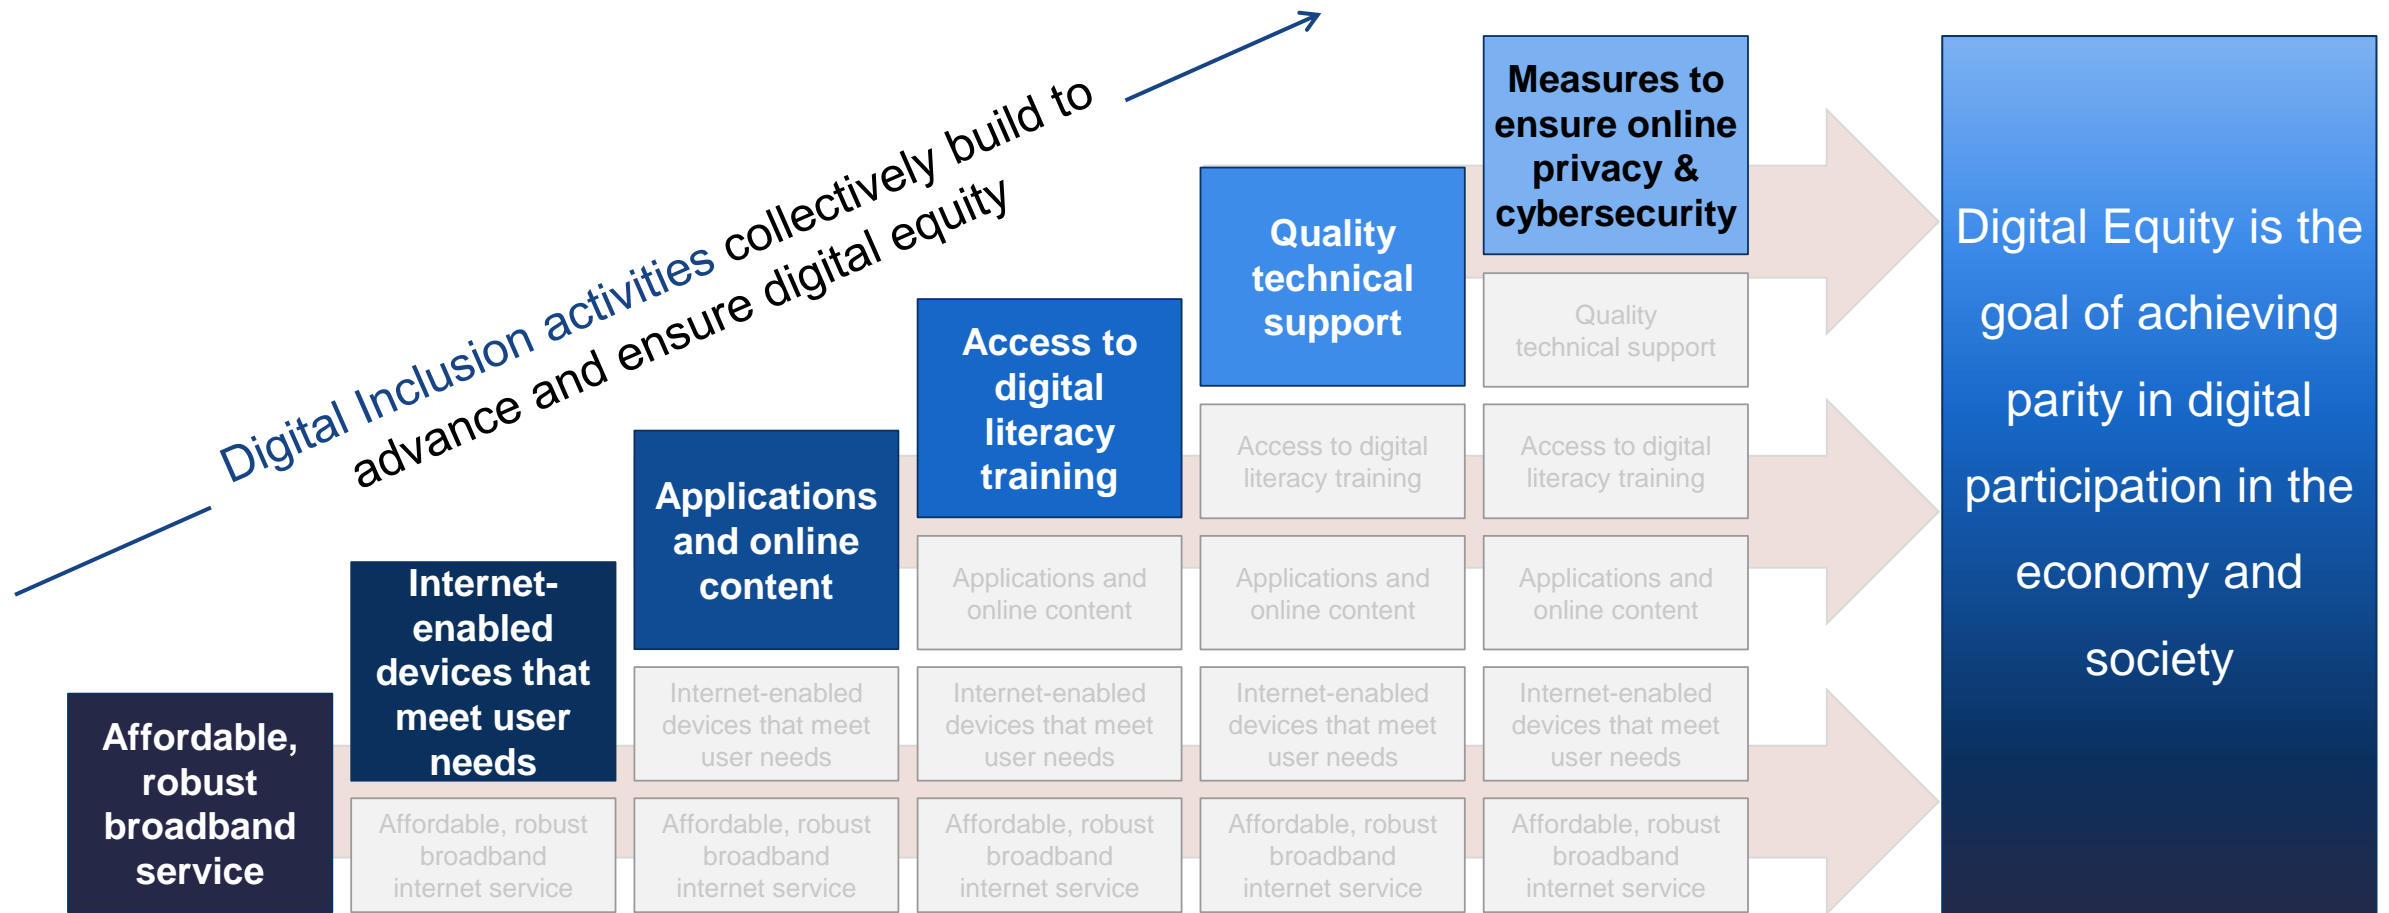 Digital Inclusion activities collectively build to
advance and ensure digital equity
Affordable,
robust
broadband
service
Internet-
enabled
devices that
meet user
needs
Affordable, robust
broadband
internet service
Applications
and online
content
Internet-enabled
devices that meet
user needs
Affordable, robust
broadband
internet service
Access to
digital
literacy
training
Applications and
online content
Internet-enabled
devices that meet
user needs
Affordable, robust
broadband
internet service
Quality
technical
support
Access to digital
literacy training
Applications and
online content
Internet-enabled
devices that meet
user needs
Affordable, robust
broadband
internet service
Measures to
ensure online
privacy &
cybersecurity
Quality
technical support
Access to digital
literacy training
Applications and
online content
Internet-enabled
devices that meet
user needs
Affordable, robust
broadband
internet service
Digital Equity is the
goal of achieving
parity in digital
participation in the
economy and
society